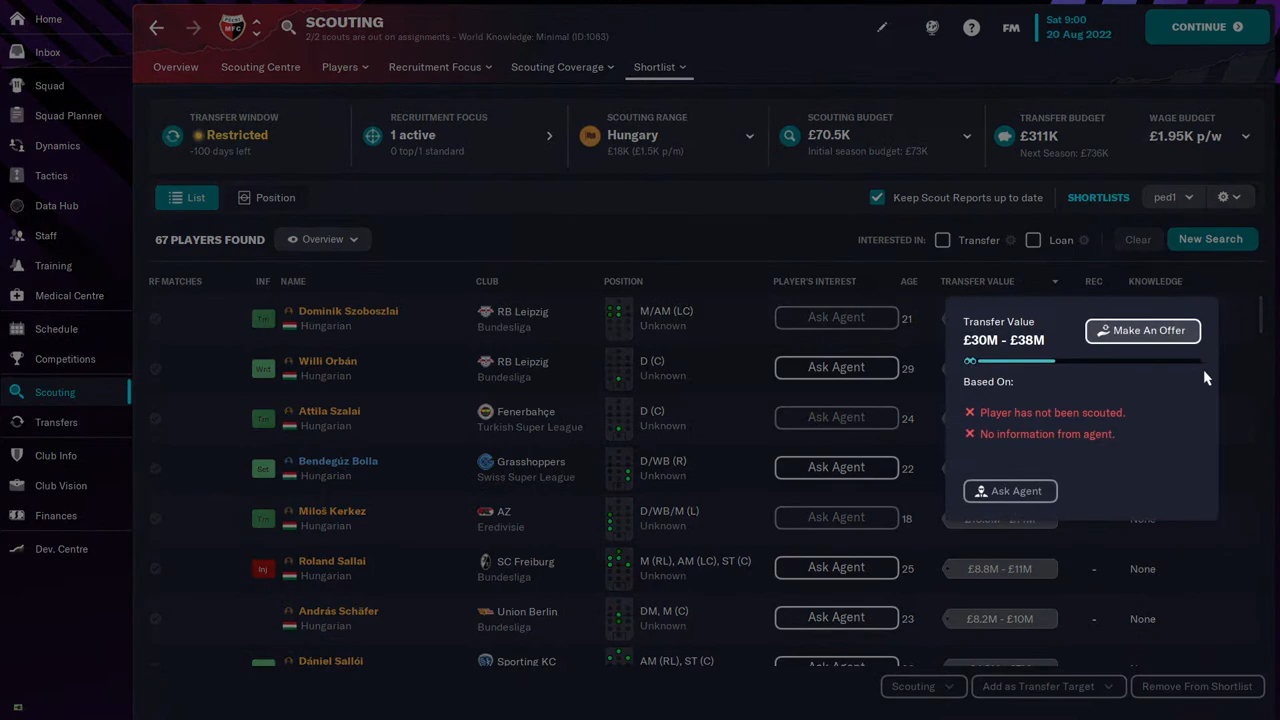 Home
Inbox
Squad
Squad Planner
Dynamics
Tactics
Data Hub
Staff
Training
Medical Centre
Schedule
Competitions
Scouting
Transfers
Club Info
Club Vision
Finances
Dev. Centre
MFC
SCOUTING
2/2 scouts are out on assignments - World Knowledge: Minimal (ID:1063)
FM
Sat 9:00
20 Aug 2022
CONTINUE
Overview Scouting Centre Players Recruitment Focus Scouting Coverage Shortlist
TRANSFER WINDOW
Restricted
-100 days left
RECRUITMENT FOCUS
1 active
0 top/1 standard
SCOUTING RANGE
Hungary
£18K (£1.5K p/m)
SCOUTING BUDGET
£70.5K
Initial season budget: £73K
TRANSFER BUDGET
£311K
Next Season: £736K
WAGE BUDGET
£1.95K p/w
List Position
Keep Scout Reports up to date SHORTLISTS ped1
67 PLAYERS FOUND Overview INTERESTED IN: Transfer Loan Clear New Search
RF MATCHES INF NAME CLUB POSITION PLAYER'S INTEREST AGE TRANSFER VALUE REC KNOWLEDGE
Trn Dominik Szoboszlai RB Leipzig M/AM (LC) Ask Agent 21
Hungarian Bundesliga Unknown
Wnt Willi Orbán RB Leipzig D (C) Ask Agent 29
Hungarian Bundesliga Unknown
Trn Attila Szalai Fenerbahçe D (C) Ask Agent 24
Hungarian Turkish Super League Unknown
Set Bendegúz Bolla Grasshoppers D/WB (R) Ask Agent 22
Hungarian Swiss Super League Unknown
Trn Miloš Kerkez AZ D/WB/M (L) Ask Agent 18
Hungarian Eredivisie Unknown
Inj Roland Sallai SC Freiburg M (RL), AM (LC), ST (C) Ask Agent 25 £8.8M - £11M - None
Hungarian Bundesliga Unknown
András Schäfer Union Berlin DM, M (C) Ask Agent 23 £8.2M - £10M - None
Hungarian Bundesliga Unknown
Dániel Sallói Sporting KC AM (RL), ST (C) Ask Agent
Transfer Value
£30M - £38M
Make An Offer
Based On:
Player has not been scouted.
No information from agent.
Ask Agent
Scouting Add as Transfer Target Remove From Shortlist